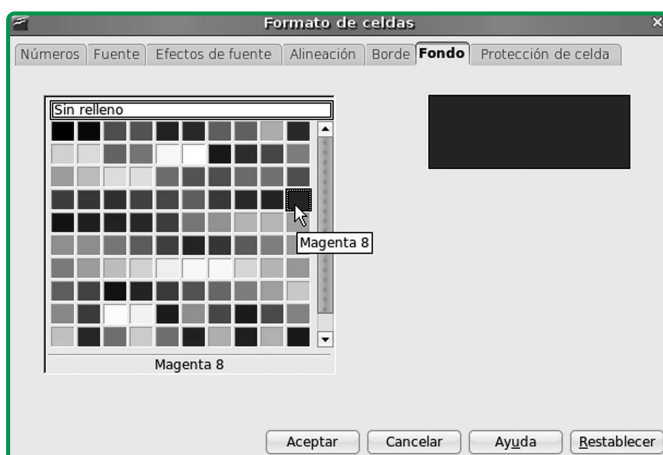 Formato de celdas
Números Fuente Efectos de fuente Alineación Borde Fondo Protección de celda
Sin relleno
Magenta 8
Magenta 8
Aceptar Cancelar Ayuda Restablecer